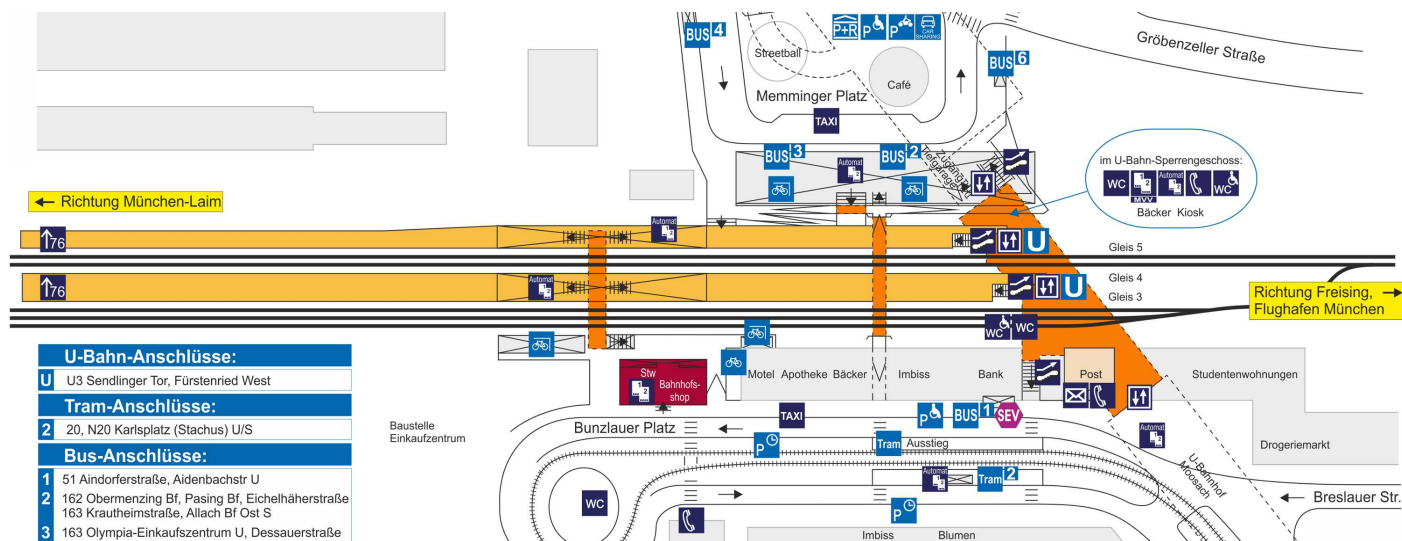 BUS 4
Streetball
P+R
P
P
CAR
SHARING
Café
BUS 6
Gröbenzeller Straße
Memminger Platz
TAXI
BUS 3
Automat
BUS 2
Zugang zur
Tiefgarage
im U-Bahn-Sperrengeschoss:
WC
MVV
Automat
WC
Bäcker Kiosk
← Richtung München-Laim
Automat
76
U
Gleis 5
Automat
76
U
Gleis 4
Gleis 3
Richtung Freising, →
Flughafen München
WC
WC
U-Bahn-Anschlüsse:
U U3 Sendlinger Tor, Fürstenried West
Tram-Anschlüsse:
2 20, N20 Karlsplatz (Stachus) U/S
Bus-Anschlüsse:
1 51 Aindorferstraße, Aidenbachstr U
2 162 Obermenzing Bf, Pasing Bf, Eichelhäherstraße
163 Krautheimstraße, Allach Bf Ost S
3 163 Olympia-Einkaufszentrum U, Dessauerstraße
Stw
Bahnhofs-
shop
Motel Apotheke Bäcker Imbiss Bank
Post
Studentenwohnungen
Baustelle
Einkaufzentrum
Bunzlauer Platz
TAXI
P
BUS 1
SEV
Automat
Drogeriemarkt
P
Tram Ausstieg
U-Bahnhof
Moosach
WC
Automat
Tram 2
← Breslauer Str.
P
Imbiss Blumen